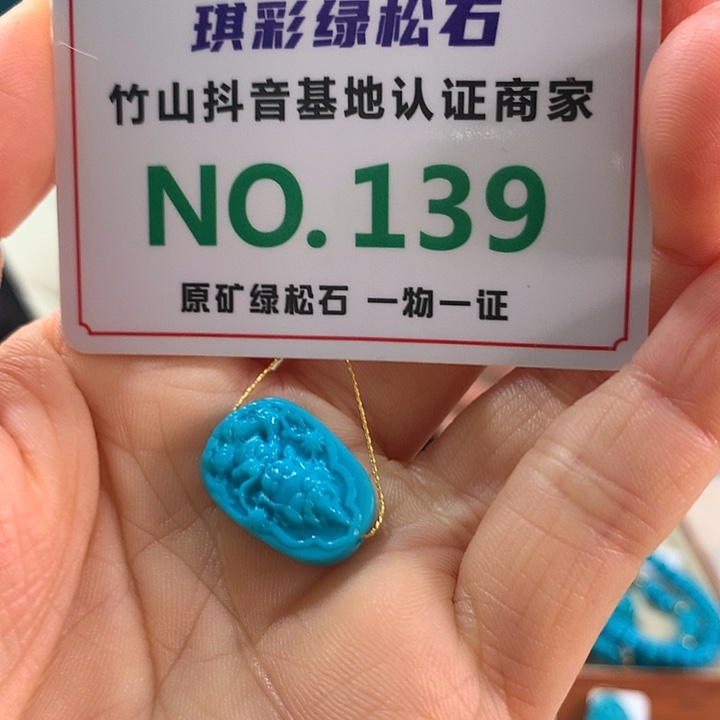 琪彩绿松石
竹山抖音基地认证商家
NO.139
原矿绿松石 一物一证